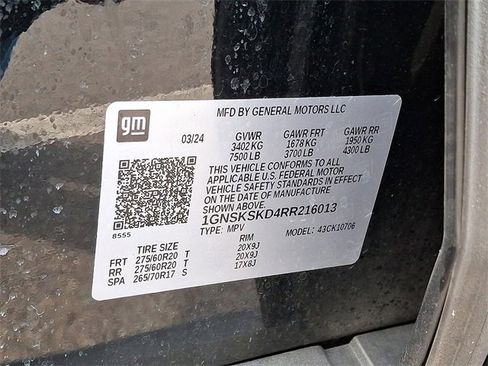 gm
MFD BY GENERAL MOTORS LLC
03/24 GVWR GAWR FRT GAWR RR
3402 KG 1678 KG 1950 KG
7500 LB 3700 LB 4300 LB
THIS VEHICLE CONFORMS TO ALL
APPLICABLE U.S. FEDERAL MOTOR
VEHICLE SAFETY STANDARDS IN EFFECT ON
THE DATE OF MANUFACTURE SHOWN ABOVE.
1GNSKSKD4RR216013
8555 TYPE: MPV MODEL: 43CK10706
TIRE SIZE RIM
FRT 275/60R20 T 20X9J
RR 275/60R20 T 20X9J
SPA 265/70R17 S 17X6J